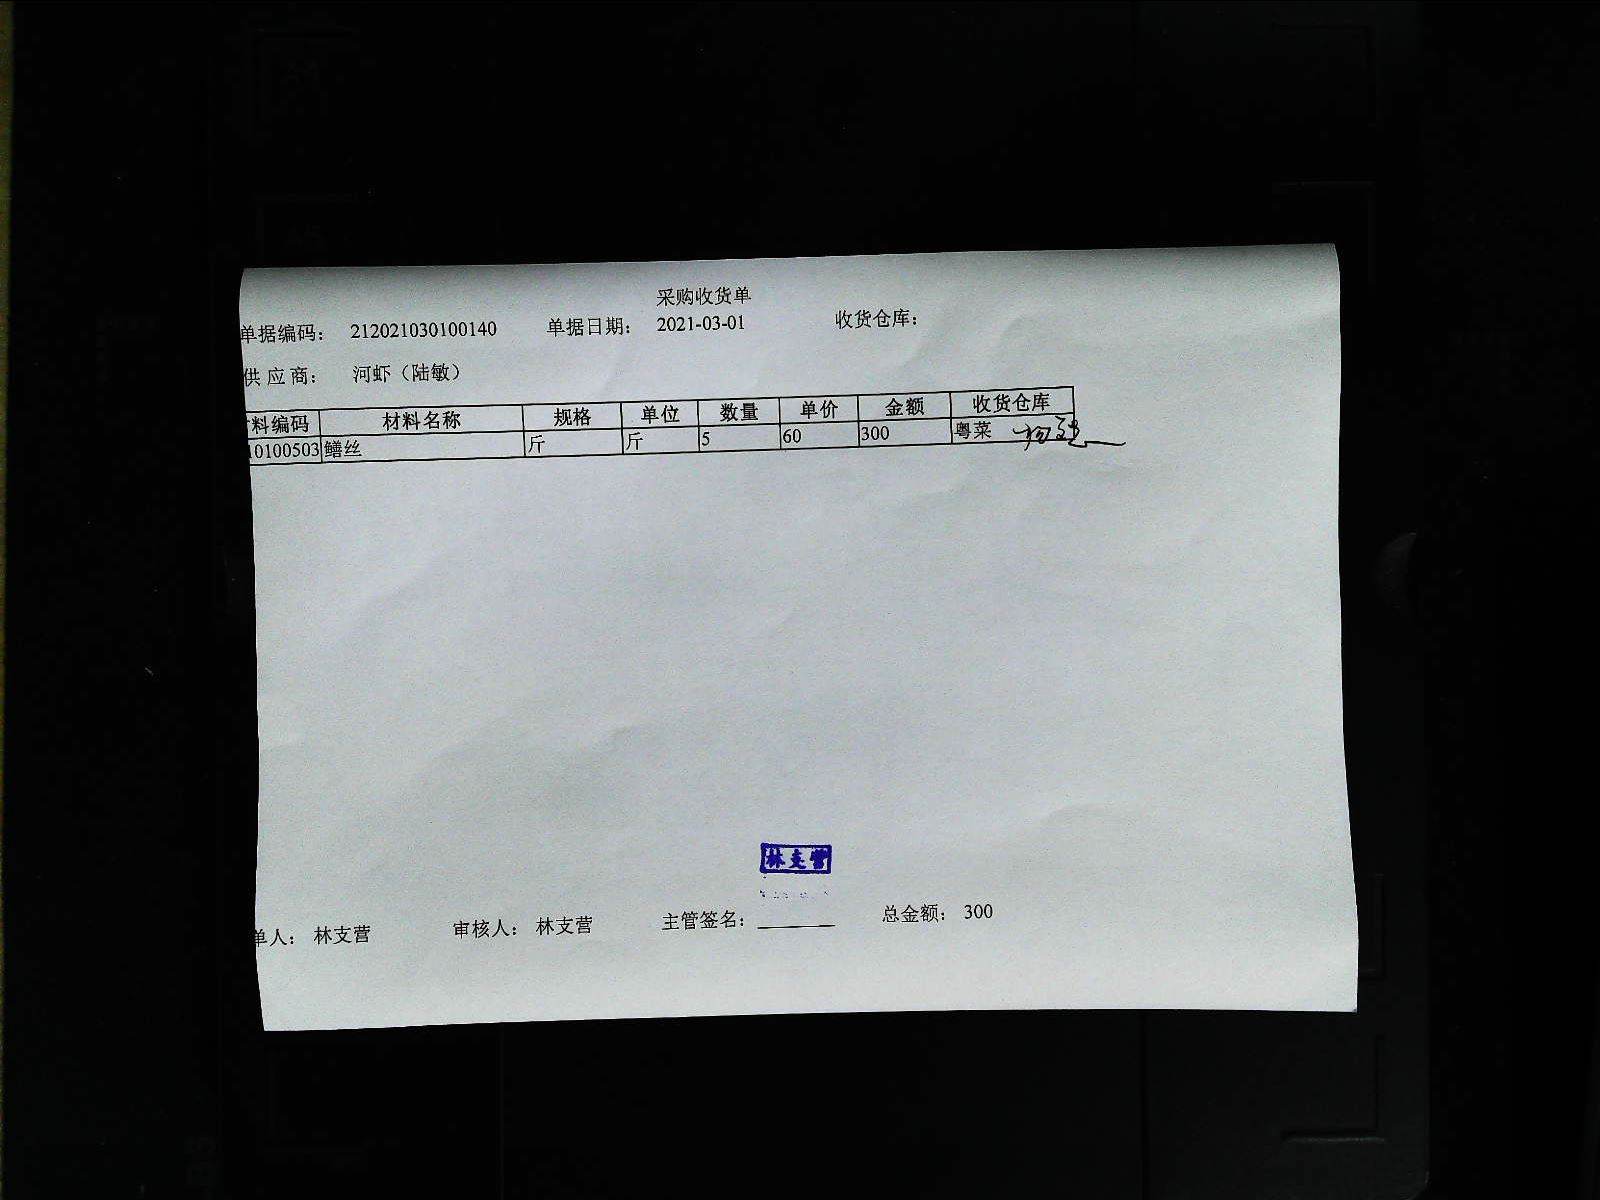 采购收货单
单据编码： 212021030100140 单据日期： 2021-03-01 收货仓库：
供应商： 河虾（陆敏）
料编码 材料名称 规格 单位 数量 单价 金额 收货仓库
10100503 鳝丝 斤 斤 5 60 300 粤菜
林支营
单人： 林支营 审核人： 林支营 主管签名： 总金额： 300